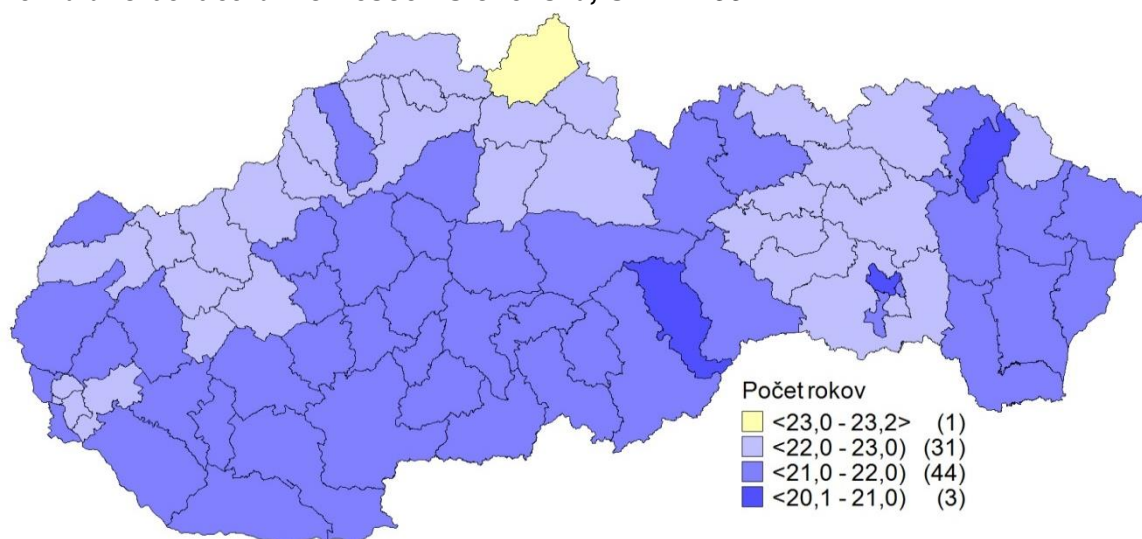 Počet rokov
<23,0 - 23,2> (1)
<22,0 - 23,0) (31)
<21,0 - 22,0) (44)
<20,1 - 21,0) (3)